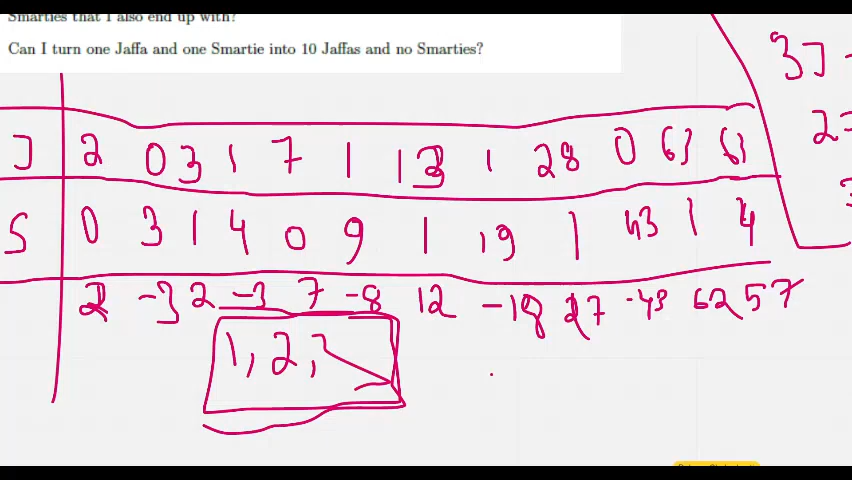 Smarties that I also end up with?
Can I turn one Jaffa and one Smartie into 10 Jaffas and no Smarties?
3J
J 2 0 3 1 7 1 13 1 28 0 63 63
S 0 3 1 4 0 9 1 19 1 43 1 4
2 -3 2 -3 7 -8 12 -18 27 -43 62 57
1, 2, 3